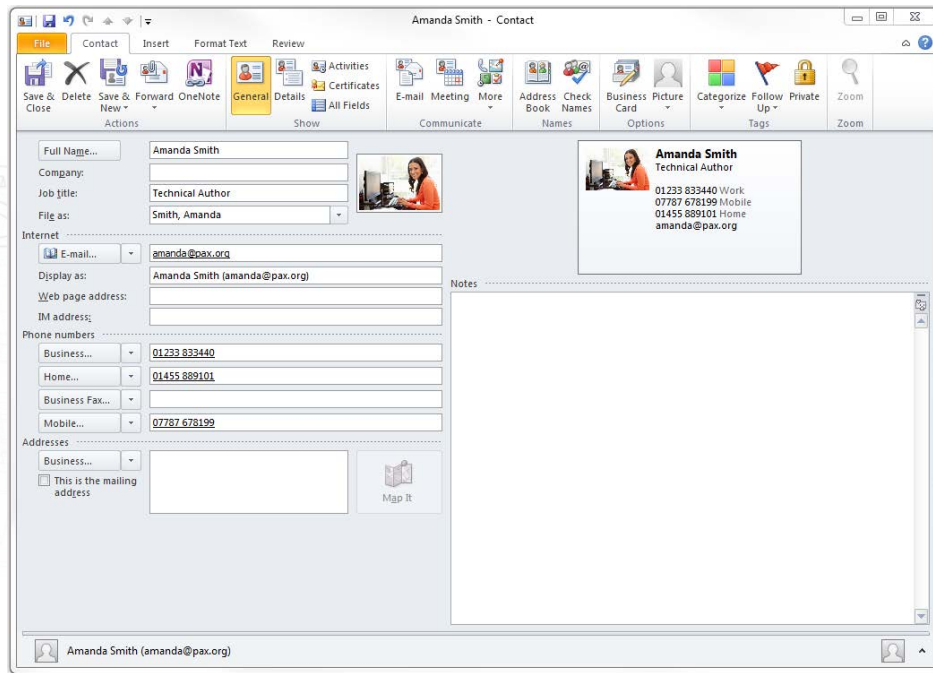 Amanda Smith - Contact
File Contact Insert Format Text Review
Save & Close
Delete
Save & New
Forward
OneNote
Actions
General
Details
Activities
Certificates
All Fields
Show
E-mail
Meeting
More
Communicate
Address Book
Check Names
Names
Business Card
Picture
Options
Categorize
Follow Up
Private
Tags
Zoom
Zoom
Full Name... Amanda Smith
Company:
Job title: Technical Author
File as: Smith, Amanda
Internet
E-mail... amanda@pax.org
Display as: Amanda Smith (amanda@pax.org)
Web page address:
IM address:
Phone numbers
Business... 01233 833440
Home... 01455 889101
Business Fax...
Mobile... 07787 678199
Addresses
Business...
This is the mailing
address
Map It
Amanda Smith
Technical Author
01233 833440 Work
07787 678199 Mobile
01455 889101 Home
amanda@pax.org
Notes
Amanda Smith (amanda@pax.org)